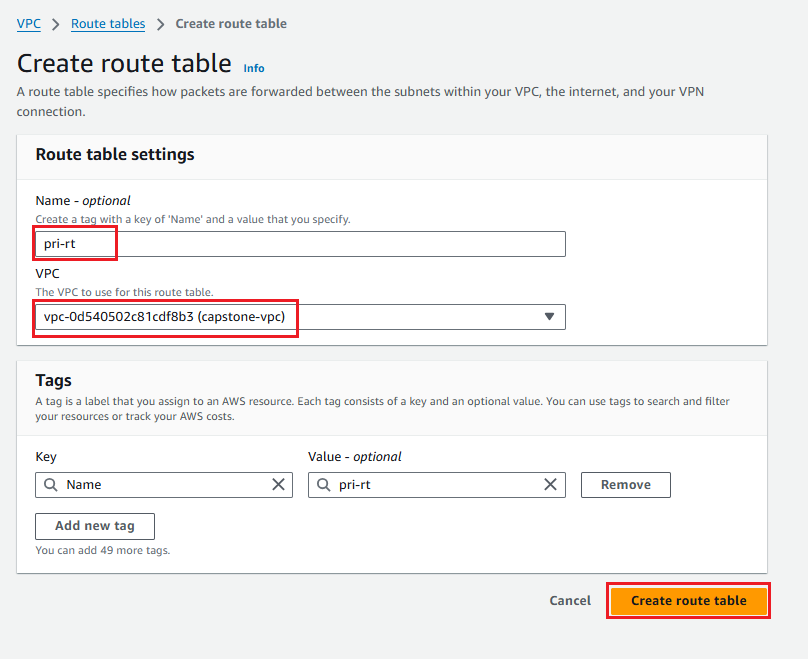 VPC > Route tables > Create route table
Create route table Info
A route table specifies how packets are forwarded between the subnets within your VPC, the internet, and your VPN
connection.
Route table settings
Name - optional
Create a tag with a key of 'Name' and a value that you specify.
pri-rt
VPC
The VPC to use for this route table.
vpc-0d540502c81cdf8b3 (capstone-vpc)
Tags
A tag is a label that you assign to an AWS resource. Each tag consists of a key and an optional value. You can use tags to search and filter
your resources or track your AWS costs.
Key Value - optional
Name pri-rt Remove
Add new tag
You can add 49 more tags.
Cancel Create route table